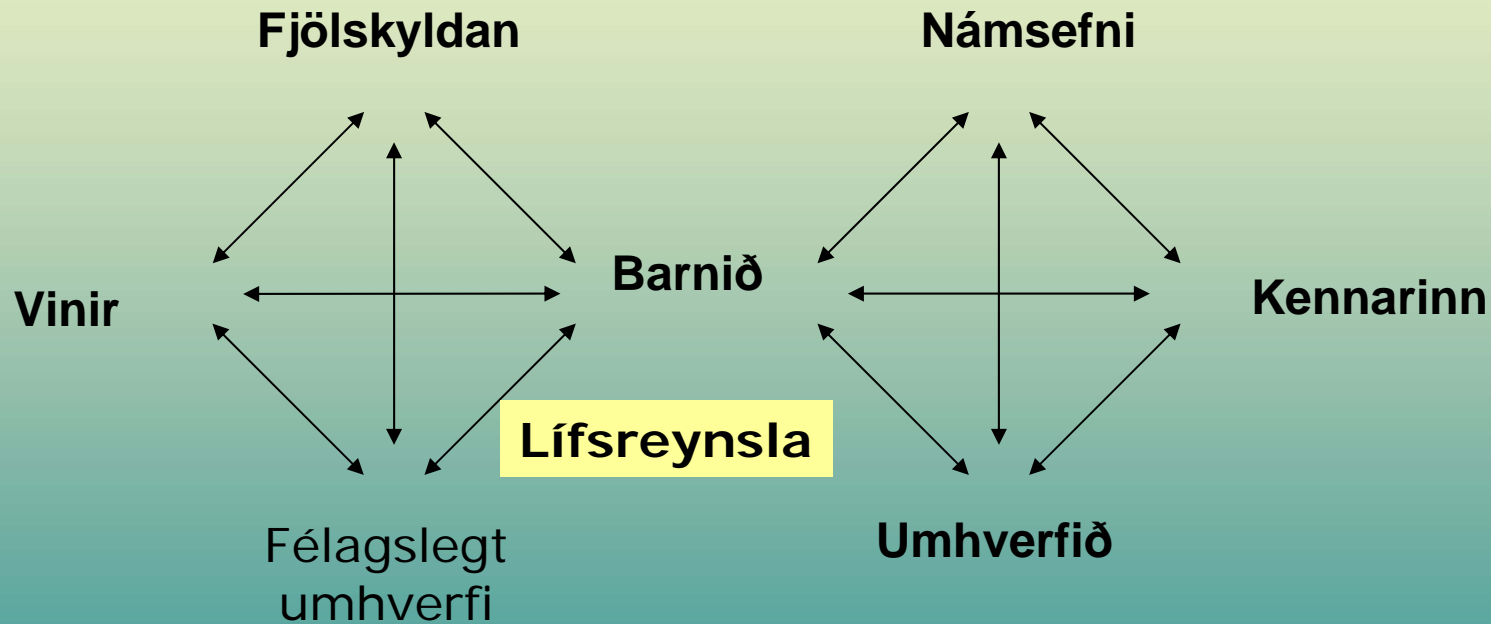 Fjölskyldan
Námsefni
Barnið
Vinir
Kennarinn
Lífsreynsla
Félagslegt
umhverfi
Umhverfið